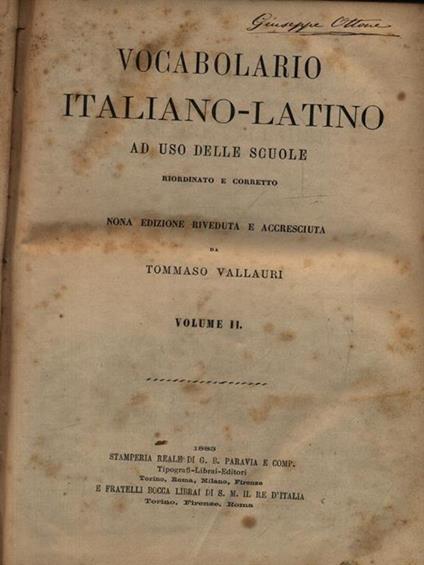 Giuseppe Ottone
VOCABOLARIO
ITALIANO-LATINO
AD USO DELLE SCUOLE
RIORDINATO E CORRETTO
NONA EDIZIONE RIVEDUTA E ACCRESCIUTA
DA
TOMMASO VALLAURI
VOLUME II.
1883
STAMPERIA REALE DI G. B. PARAVIA E COMP.
Tipografi-Librai-Editori
Torino, Roma, Milano, Firenze
E FRATELLI BOCCA LIBRAI DI S. M. IL RE D'ITALIA
Torino, Firenze, Roma